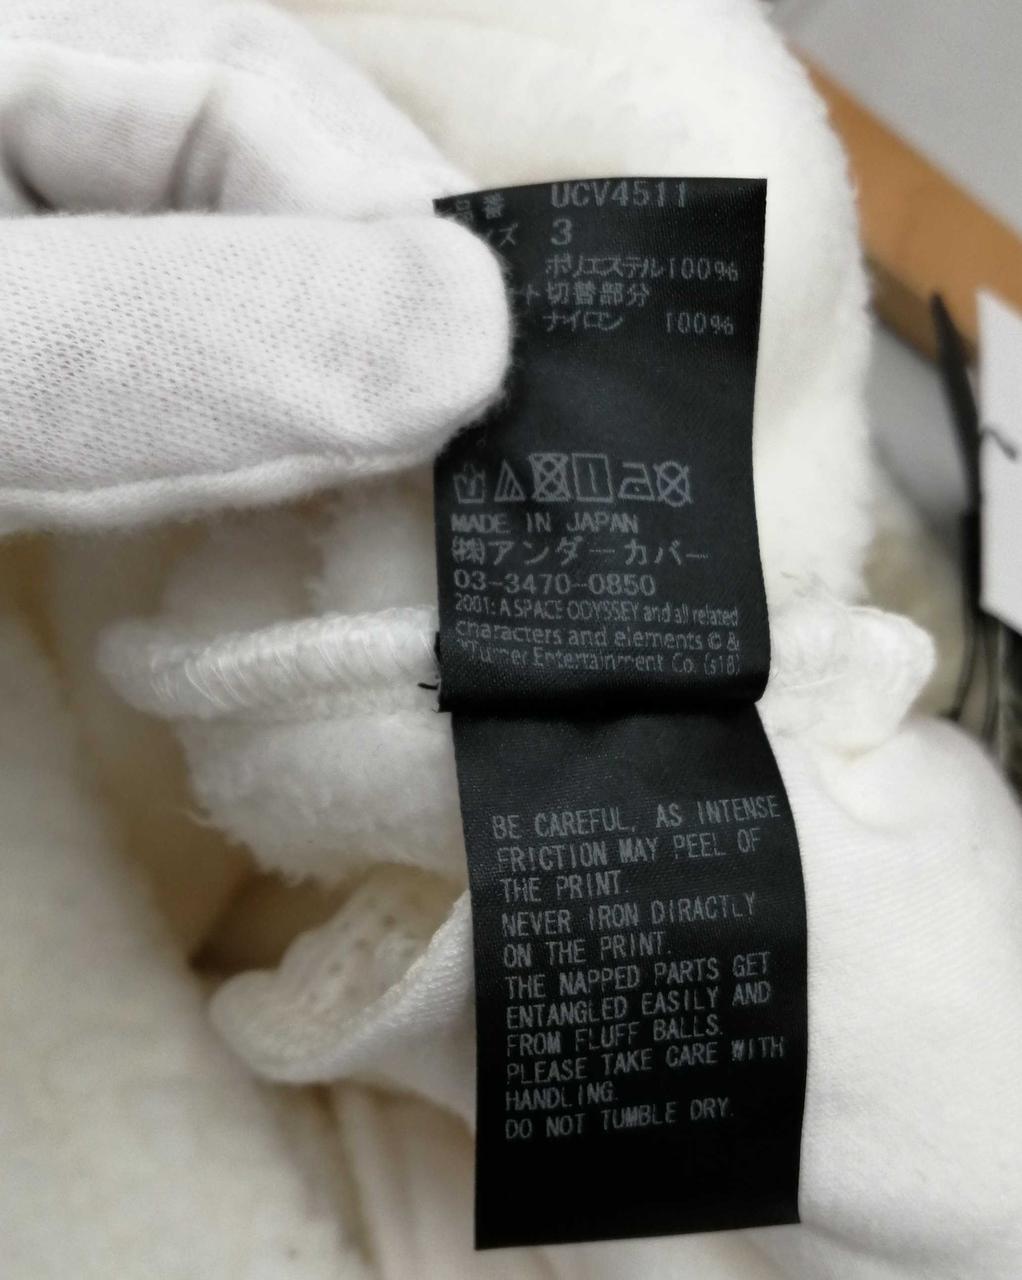 UCV4511
ズ 3
ポリエステル100%
ート 切替部分
ナイロン 100%
MADE IN JAPAN
㈱アンダーカバー
03-3470-0850
2001: A SPACE ODYSSEY and all related
characters and elements © &
Turner Entertainment Co. (s18)
BE CAREFUL, AS INTENSE
FRICTION MAY PEEL OF
THE PRINT.
NEVER IRON DIRACTLY
ON THE PRINT.
THE NAPPED PARTS GET
ENTANGLED EASILY AND
FROM FLUFF BALLS.
PLEASE TAKE CARE WITH
HANDLING.
DO NOT TUMBLE DRY.